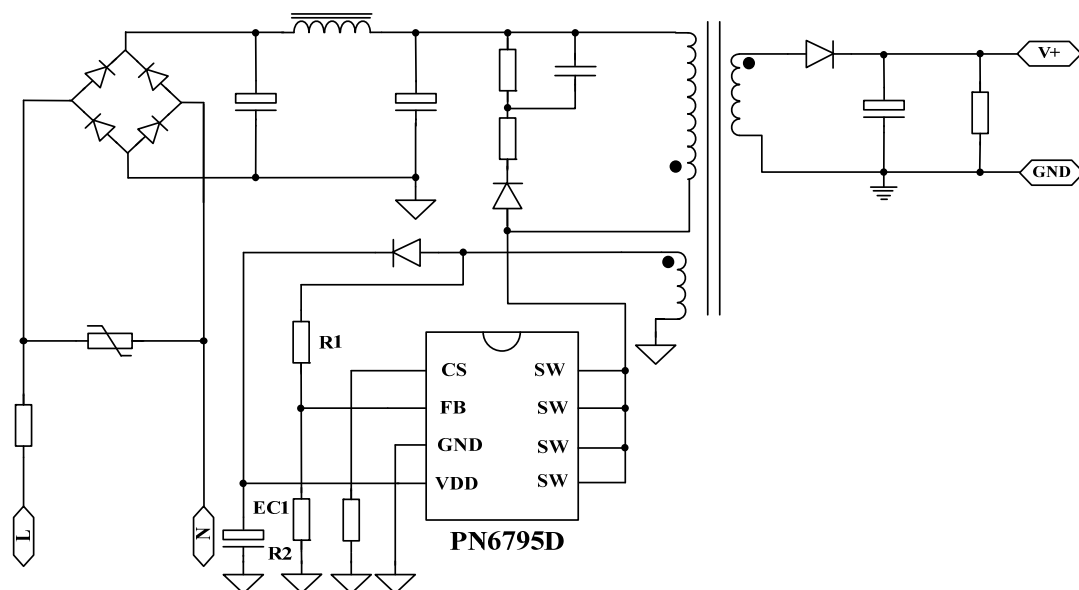 V+
GND
R1
CS SW
FB SW
GND SW
VDD SW
EC1
R2
L
N
PN6795D